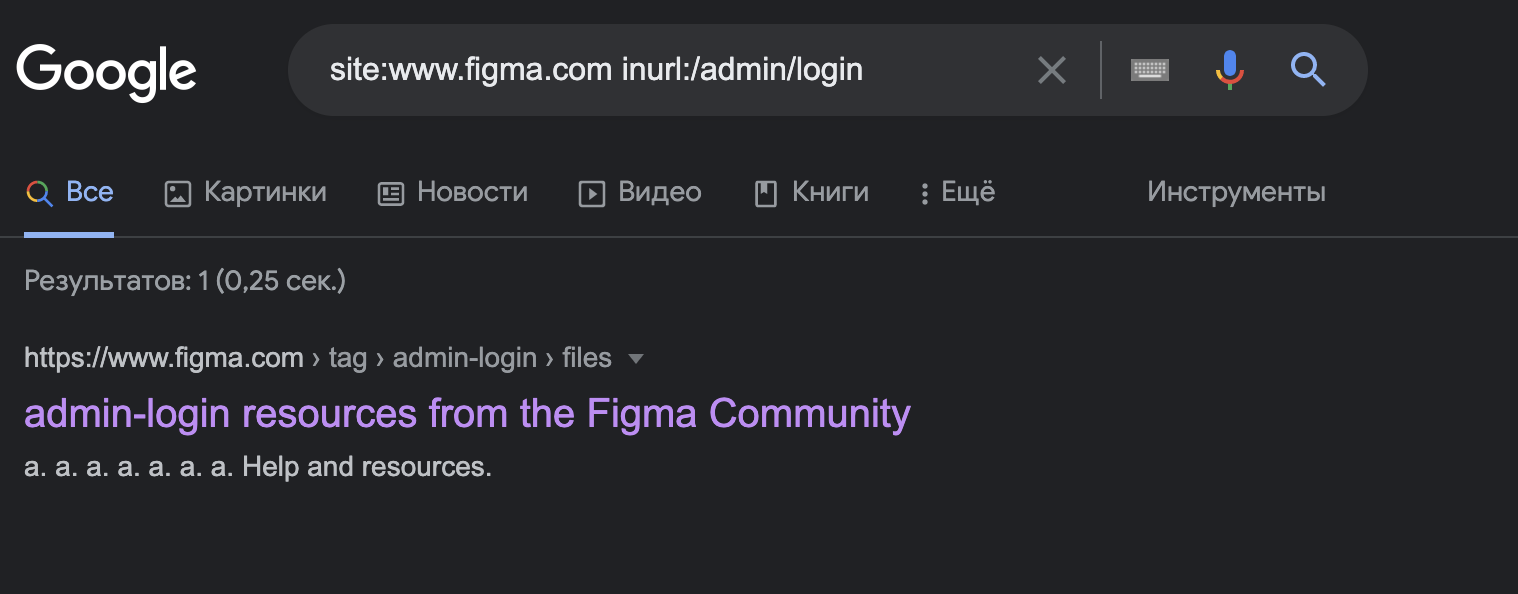 Google
site:www.figma.com inurl:/admin/login
Все Картинки Новости Видео Книги Ещё Инструменты
Результатов: 1 (0,25 сек.)
https://www.figma.com › tag › admin-login › files
admin-login resources from the Figma Community
a. a. a. a. a. a. a. Help and resources.